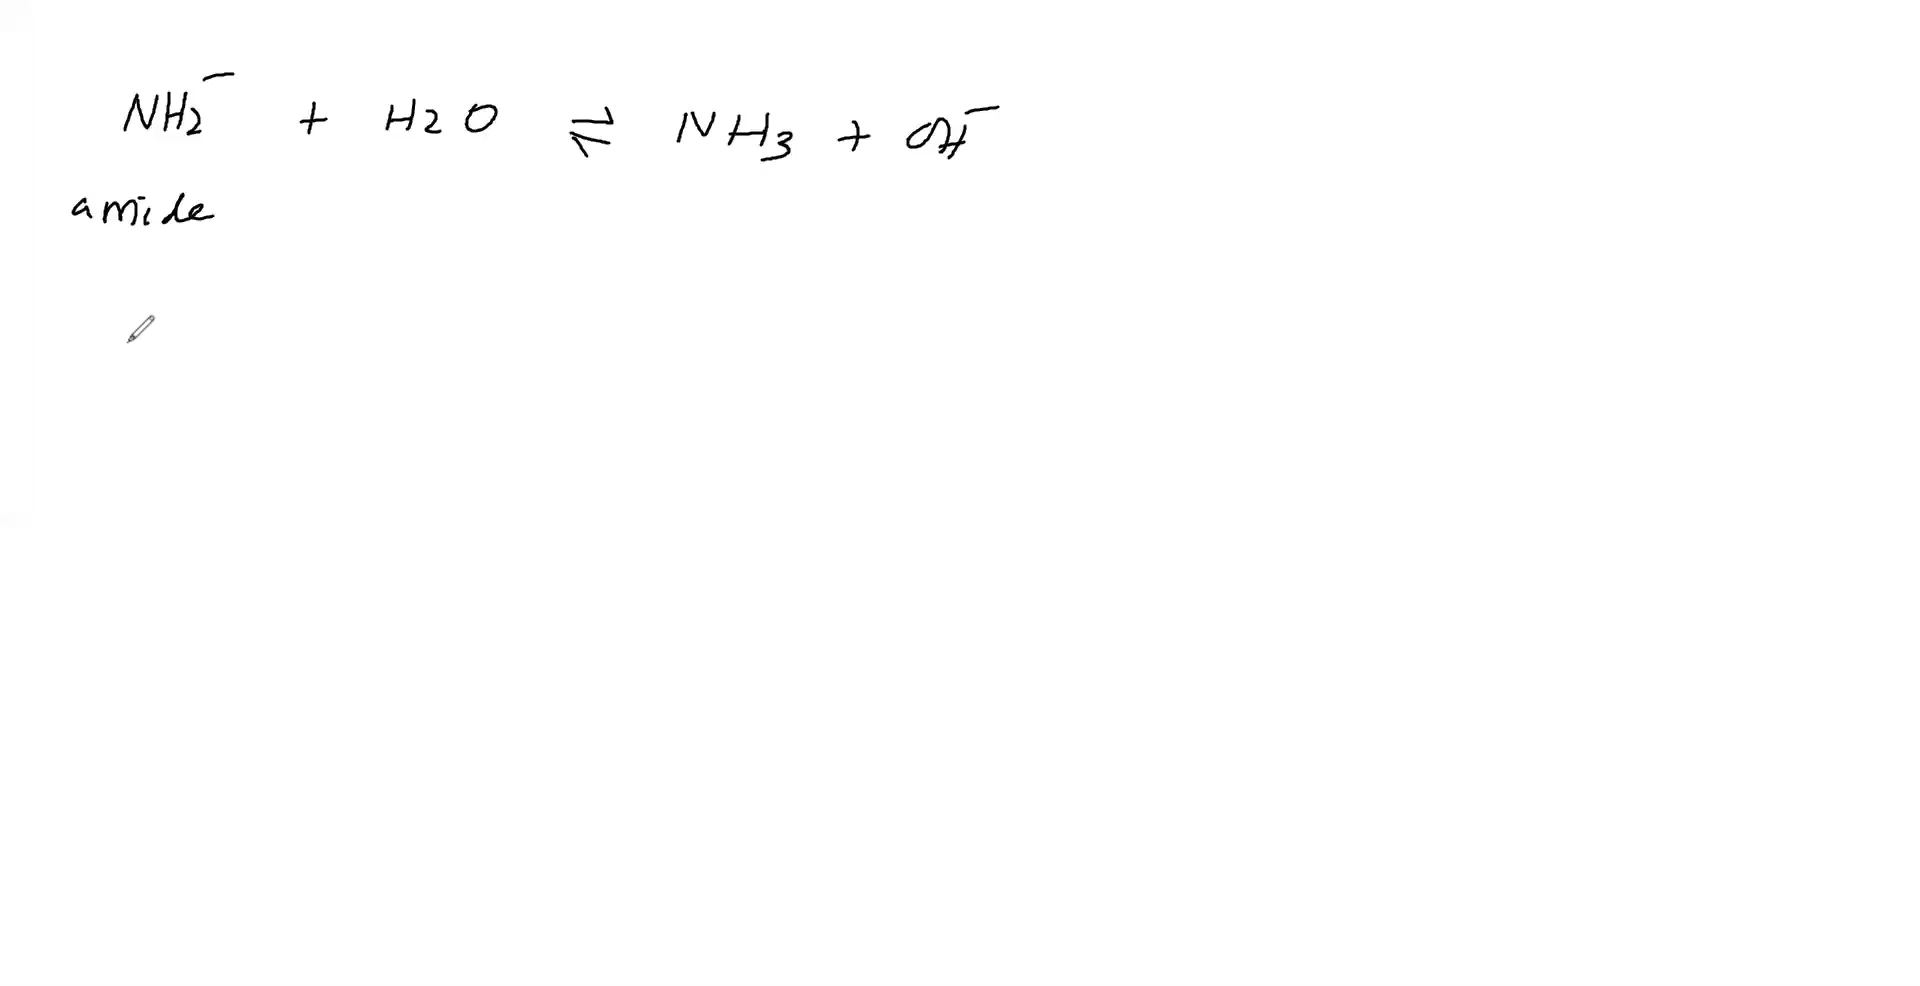 NH₂⁻ + H2O ⇌ NH₃ + OH⁻
amide